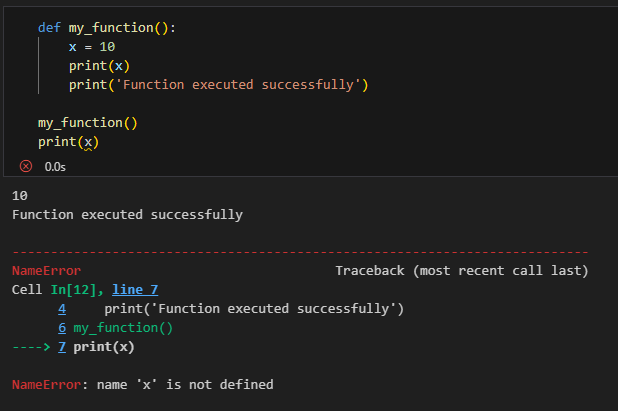 def my_function():
    x = 10
    print(x)
    print('Function executed successfully')

my_function()
print(x)
0.0s
10
Function executed successfully
---------------------------------------------------------------------------
NameError                                 Traceback (most recent call last)
Cell In[12], line 7
      4     print('Function executed successfully')
      6 my_function()
----> 7 print(x)

NameError: name 'x' is not defined